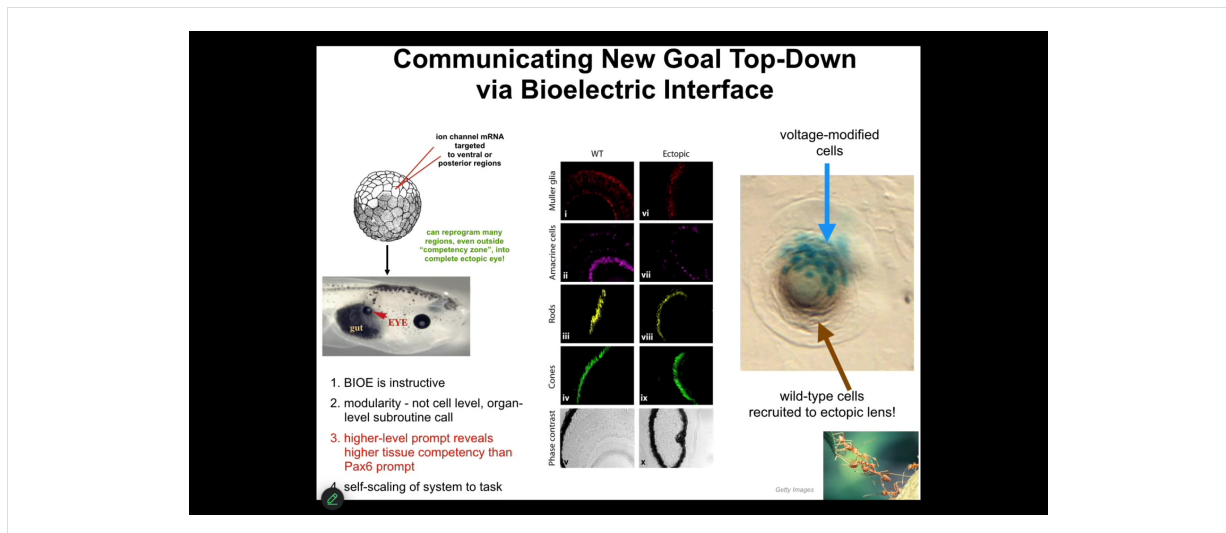 Communicating New Goal Top-Down
via Bioelectric Interface
ion channel mRNA
targeted
to ventral or
posterior regions
can reprogram many
regions, even outside
"competency zone", into
complete ectopic eye!
gut
EYE
1. BIOE is instructive
2. modularity - not cell level, organ-
level subroutine call
3. higher-level prompt reveals
higher tissue competency than
Pax6 prompt
4. self-scaling of system to task
WT
Ectopic
Muller glia
i
vi
Amacrine cells
ii
vii
Rods
iii
viii
Cones
iv
ix
Phase contrast
v
x
voltage-modified
cells
wild-type cells
recruited to ectopic lens!
Getty Images